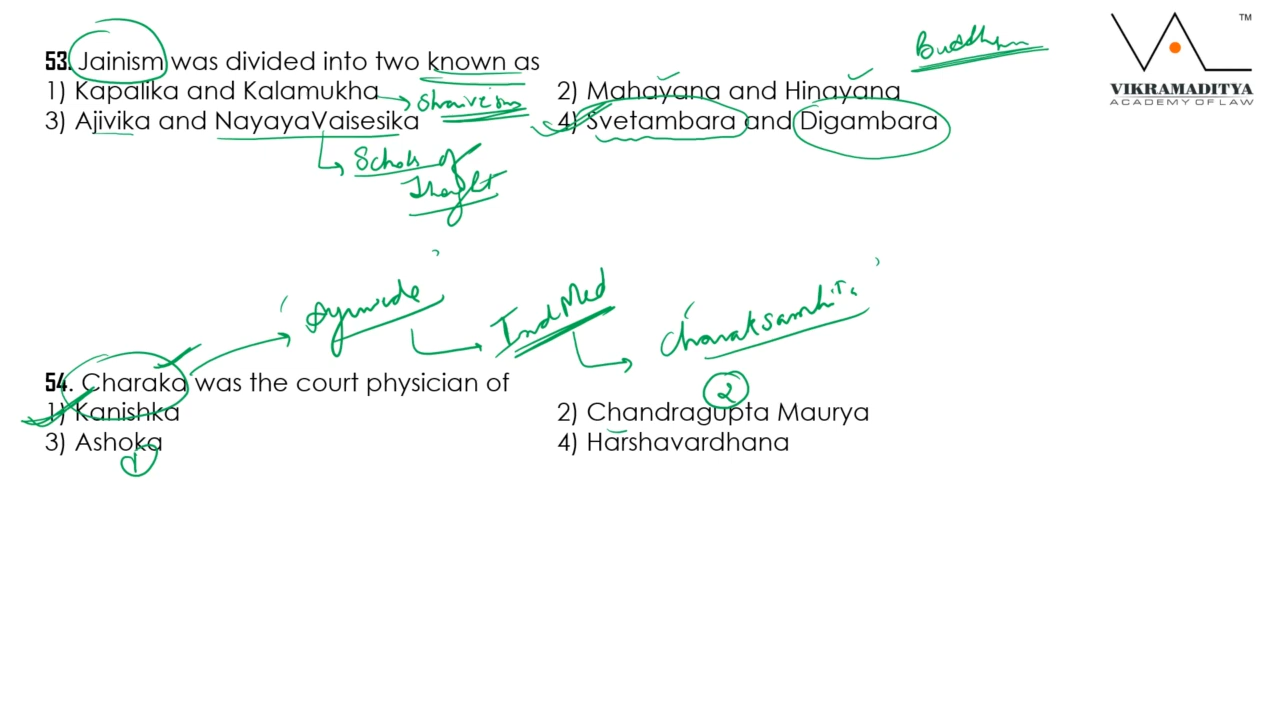 Buddhism
TM
VIKRAMADITYA
ACADEMY OF LAW
53. Jainism was divided into two known as
1) Kapalika and Kalamukha → Shaivism
2) Mahayana and Hinayana
3) Ajivika and NayayaVaisesika
4) Svetambara and Digambara
Schols of
Thought
'Ayurveda'
Ind Med
'Charaksamhita'
54. Charaka was the court physician of
1) Kanishka
2) Chandragupta Maurya
2
3) Ashoka
4) Harshavardhana
1